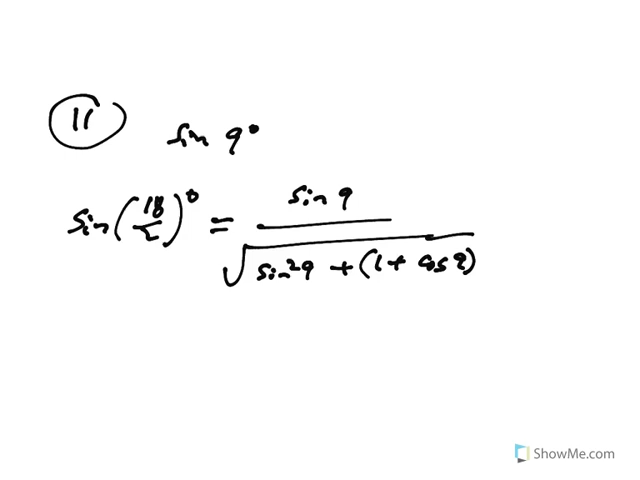 11
sin 9°
sin(18/2)° = sin 9 / √(sin²9 + (1 + cos 9))
ShowMe.com